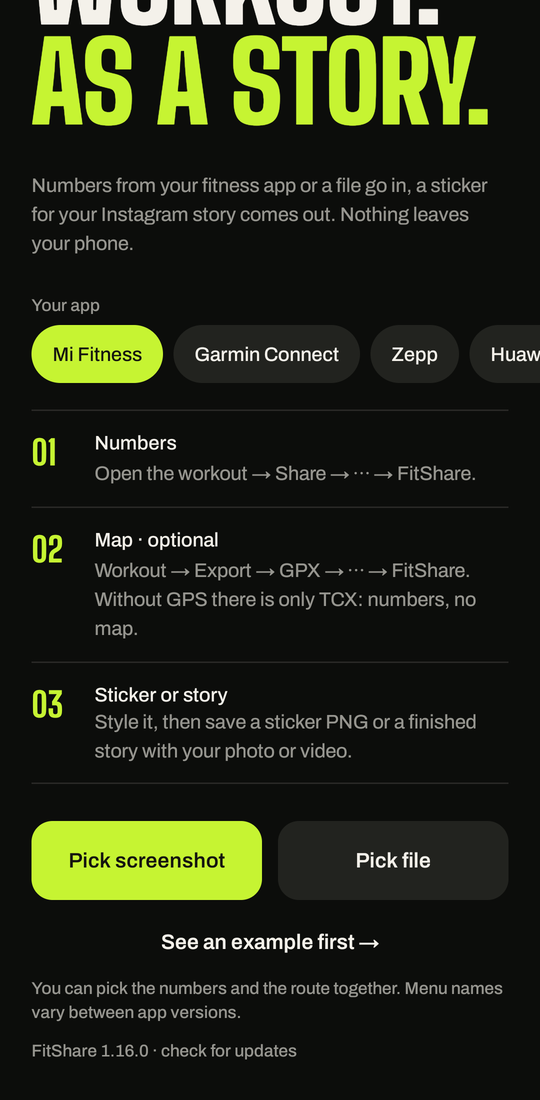 WORKOUT.
AS A STORY.
Numbers from your fitness app or a file go in, a sticker
for your Instagram story comes out. Nothing leaves
your phone.
Your app
Mi Fitness
Garmin Connect
Zepp
Huaw
01
Numbers
Open the workout → Share → ··· → FitShare.
02
Map · optional
Workout → Export → GPX → ··· → FitShare.
Without GPS there is only TCX: numbers, no
map.
03
Sticker or story
Style it, then save a sticker PNG or a finished
story with your photo or video.
Pick screenshot
Pick file
See an example first →
You can pick the numbers and the route together. Menu names
vary between app versions.
FitShare 1.16.0 · check for updates